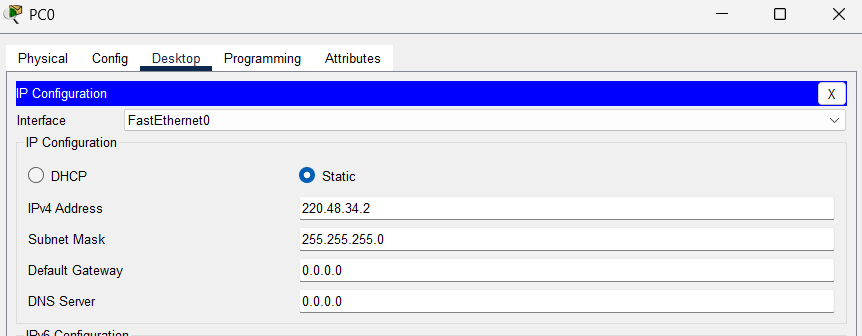 PC0
Physical Config Desktop Programming Attributes
IP Configuration X
Interface FastEthernet0
IP Configuration
DHCP Static
IPv4 Address 220.48.34.2
Subnet Mask 255.255.255.0
Default Gateway 0.0.0.0
DNS Server 0.0.0.0
IPv6 Configuration